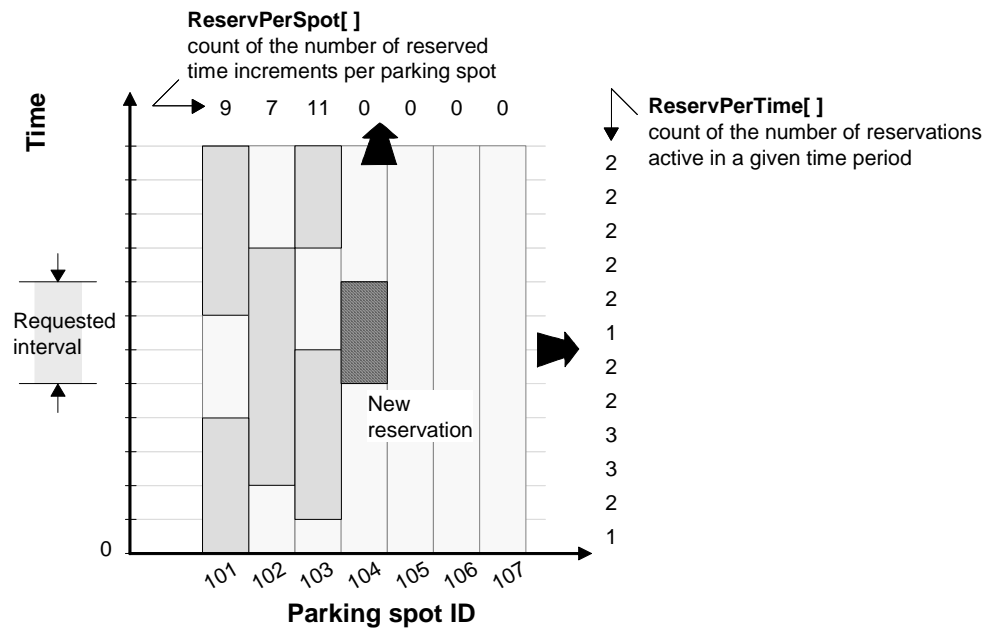 ReservPerSpot[ ]
count of the number of reserved
time increments per parking spot
Time
9 7 11 0 0 0 0
ReservPerTime[ ]
count of the number of reservations
active in a given time period
2
2
2
2
2
1
2
2
3
3
2
1
Requested
interval
New
reservation
0
101 102 103 104 105 106 107
Parking spot ID